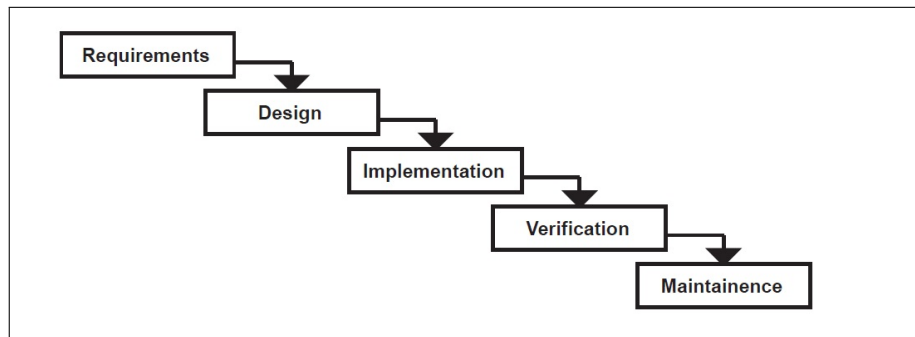 Requirements
Design
Implementation
Verification
Maintainence